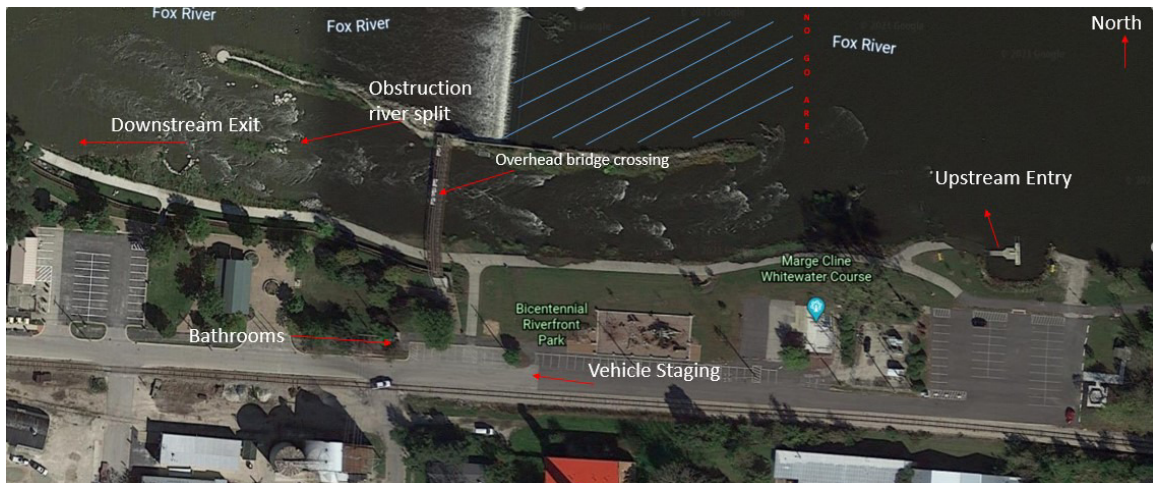 Fox River
Fox River
Fox River
North
NO GO AREA
Obstruction
river split
Downstream Exit
Overhead bridge crossing
Upstream Entry
Marge Cline
Whitewater Course
Bicentennial
Riverfront
Park
Bathrooms
Vehicle Staging